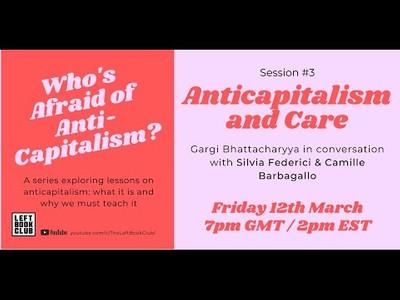 Who's
Afraid of
Anti-
Capitalism?
A series exploring lessons on
anticapitalism: what it is and
why we must teach it
LEFT
BOOK
CLUB
YouTube youtube.com/c/TheLeftBookClub/
Session #3
Anticapitalism
and Care
Gargi Bhattacharyya in conversation
with Silvia Federici & Camille
Barbagallo
Friday 12th March
7pm GMT / 2pm EST